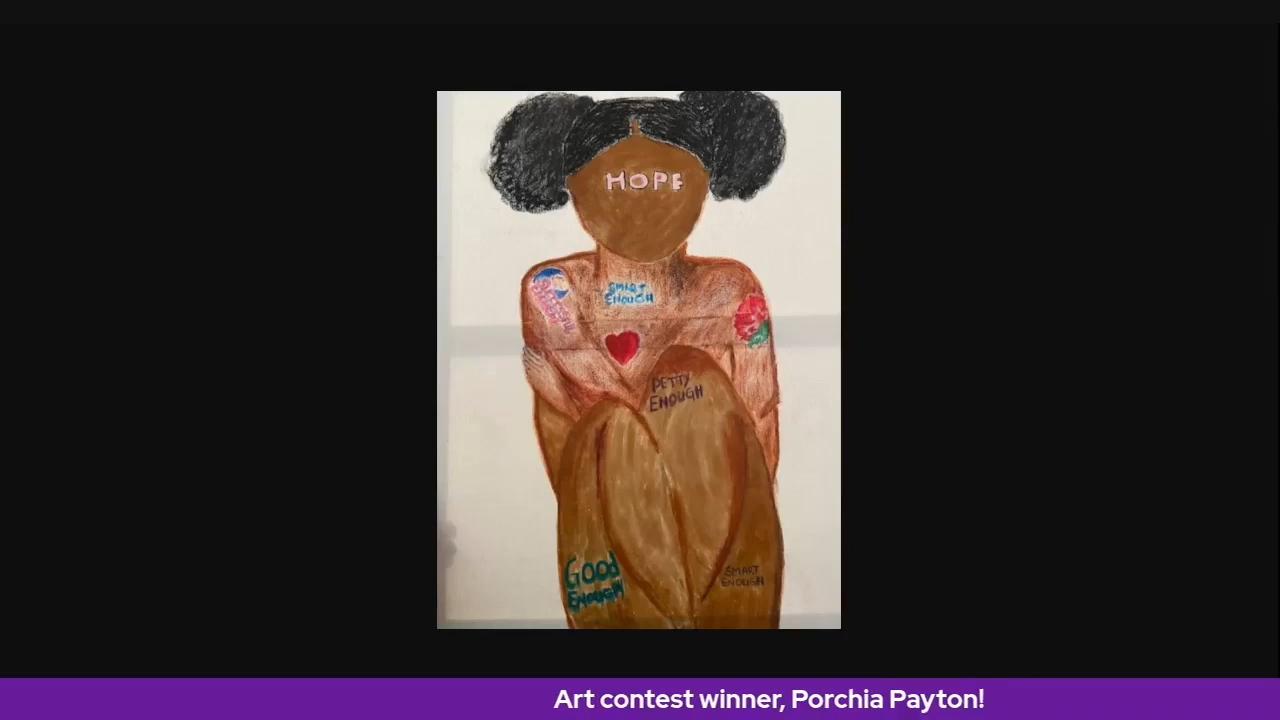 HOPE
SMART
ENOUGH
PETTY
ENOUGH
GOOD
ENOUGH
SMART
ENOUGH
Art contest winner, Porchia Payton!